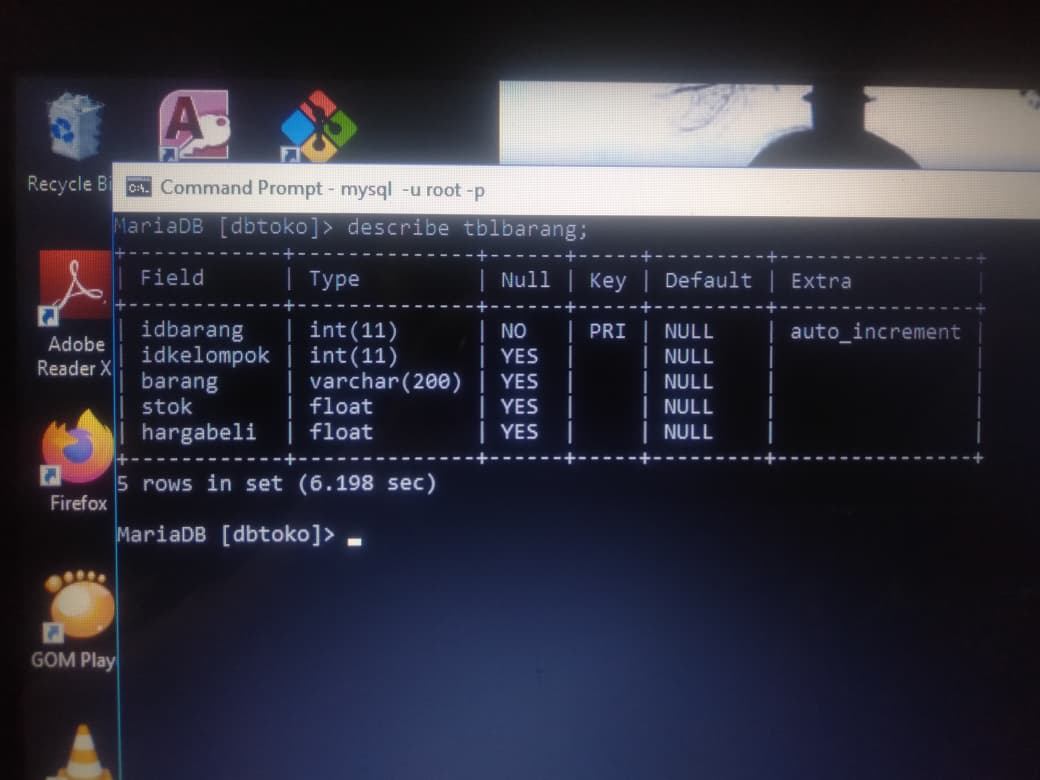 Recycle Bi
Command Prompt - mysql -u root -p
MariaDB [dbtoko]> describe tblbarang;
+-------------+--------------+------+-----+---------+----------------+
| Field | Type | Null | Key | Default | Extra |
+-------------+--------------+------+-----+---------+----------------+
| idbarang | int(11) | NO | PRI | NULL | auto_increment |
| idkelompok | int(11) | YES | | NULL | |
| barang | varchar(200) | YES | | NULL | |
| stok | float | YES | | NULL | |
| hargabeli | float | YES | | NULL | |
+-------------+--------------+------+-----+---------+----------------+
5 rows in set (6.198 sec)
MariaDB [dbtoko]>
Adobe
Reader X
Firefox
GOM Play